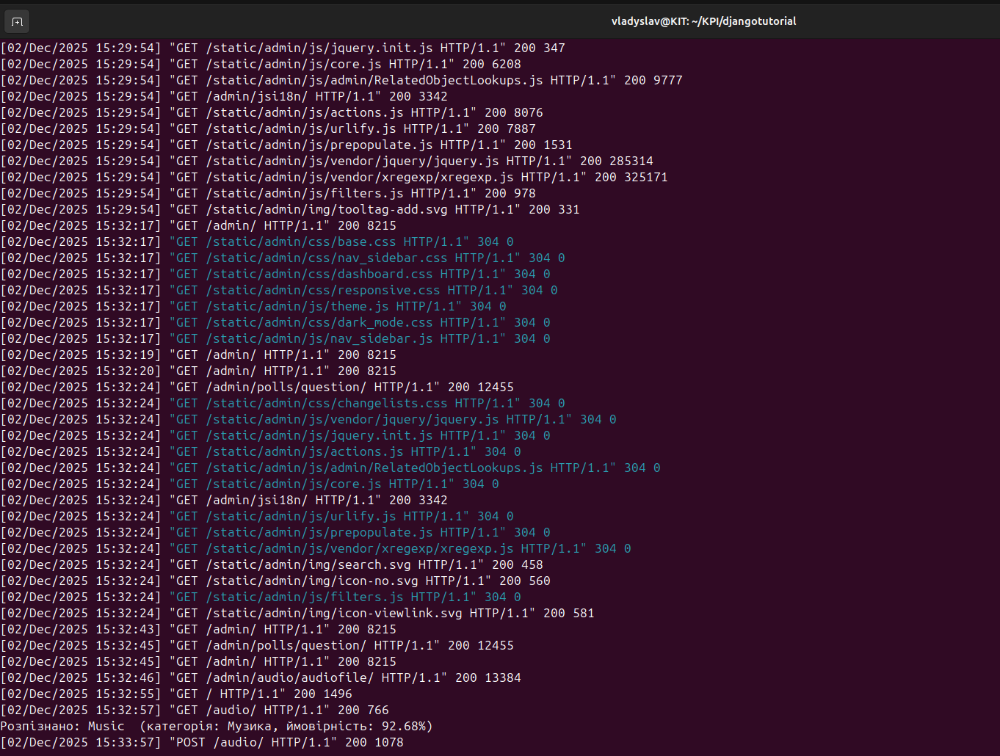 vladyslav@KIT: ~/KPI/djangotutorial
[02/Dec/2025 15:29:54] "GET /static/admin/js/jquery.init.js HTTP/1.1" 200 347
[02/Dec/2025 15:29:54] "GET /static/admin/js/core.js HTTP/1.1" 200 6208
[02/Dec/2025 15:29:54] "GET /static/admin/js/admin/RelatedObjectLookups.js HTTP/1.1" 200 9777
[02/Dec/2025 15:29:54] "GET /admin/jsi18n/ HTTP/1.1" 200 3342
[02/Dec/2025 15:29:54] "GET /static/admin/js/actions.js HTTP/1.1" 200 8076
[02/Dec/2025 15:29:54] "GET /static/admin/js/urlify.js HTTP/1.1" 200 7887
[02/Dec/2025 15:29:54] "GET /static/admin/js/prepopulate.js HTTP/1.1" 200 1531
[02/Dec/2025 15:29:54] "GET /static/admin/js/vendor/jquery/jquery.js HTTP/1.1" 200 285314
[02/Dec/2025 15:29:54] "GET /static/admin/js/vendor/xregexp/xregexp.js HTTP/1.1" 200 325171
[02/Dec/2025 15:29:54] "GET /static/admin/js/filters.js HTTP/1.1" 200 978
[02/Dec/2025 15:29:54] "GET /static/admin/img/tooltag-add.svg HTTP/1.1" 200 331
[02/Dec/2025 15:32:17] "GET /admin/ HTTP/1.1" 200 8215
[02/Dec/2025 15:32:17] "GET /static/admin/css/base.css HTTP/1.1" 304 0
[02/Dec/2025 15:32:17] "GET /static/admin/css/nav_sidebar.css HTTP/1.1" 304 0
[02/Dec/2025 15:32:17] "GET /static/admin/css/dashboard.css HTTP/1.1" 304 0
[02/Dec/2025 15:32:17] "GET /static/admin/css/responsive.css HTTP/1.1" 304 0
[02/Dec/2025 15:32:17] "GET /static/admin/js/theme.js HTTP/1.1" 304 0
[02/Dec/2025 15:32:17] "GET /static/admin/css/dark_mode.css HTTP/1.1" 304 0
[02/Dec/2025 15:32:17] "GET /static/admin/js/nav_sidebar.js HTTP/1.1" 304 0
[02/Dec/2025 15:32:19] "GET /admin/ HTTP/1.1" 200 8215
[02/Dec/2025 15:32:20] "GET /admin/ HTTP/1.1" 200 8215
[02/Dec/2025 15:32:24] "GET /admin/polls/question/ HTTP/1.1" 200 12455
[02/Dec/2025 15:32:24] "GET /static/admin/css/changelists.css HTTP/1.1" 304 0
[02/Dec/2025 15:32:24] "GET /static/admin/js/vendor/jquery/jquery.js HTTP/1.1" 304 0
[02/Dec/2025 15:32:24] "GET /static/admin/js/jquery.init.js HTTP/1.1" 304 0
[02/Dec/2025 15:32:24] "GET /static/admin/js/actions.js HTTP/1.1" 304 0
[02/Dec/2025 15:32:24] "GET /static/admin/js/admin/RelatedObjectLookups.js HTTP/1.1" 304 0
[02/Dec/2025 15:32:24] "GET /static/admin/js/core.js HTTP/1.1" 304 0
[02/Dec/2025 15:32:24] "GET /admin/jsi18n/ HTTP/1.1" 200 3342
[02/Dec/2025 15:32:24] "GET /static/admin/js/urlify.js HTTP/1.1" 304 0
[02/Dec/2025 15:32:24] "GET /static/admin/js/prepopulate.js HTTP/1.1" 304 0
[02/Dec/2025 15:32:24] "GET /static/admin/js/vendor/xregexp/xregexp.js HTTP/1.1" 304 0
[02/Dec/2025 15:32:24] "GET /static/admin/img/search.svg HTTP/1.1" 200 458
[02/Dec/2025 15:32:24] "GET /static/admin/img/icon-no.svg HTTP/1.1" 200 560
[02/Dec/2025 15:32:24] "GET /static/admin/js/filters.js HTTP/1.1" 304 0
[02/Dec/2025 15:32:24] "GET /static/admin/img/icon-viewlink.svg HTTP/1.1" 200 581
[02/Dec/2025 15:32:43] "GET /admin/ HTTP/1.1" 200 8215
[02/Dec/2025 15:32:45] "GET /admin/polls/question/ HTTP/1.1" 200 12455
[02/Dec/2025 15:32:45] "GET /admin/ HTTP/1.1" 200 8215
[02/Dec/2025 15:32:46] "GET /admin/audio/audiofile/ HTTP/1.1" 200 13384
[02/Dec/2025 15:32:55] "GET / HTTP/1.1" 200 1496
[02/Dec/2025 15:32:57] "GET /audio/ HTTP/1.1" 200 766
Розпізнано: Music  (категорія: Музика, ймовірність: 92.68%)
[02/Dec/2025 15:33:57] "POST /audio/ HTTP/1.1" 200 1078